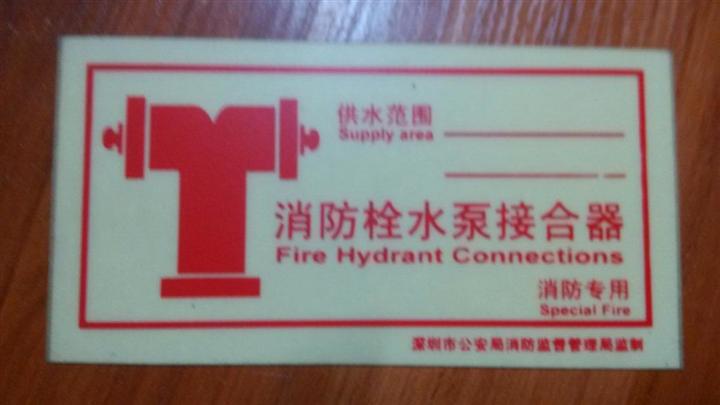 供水范围
Supply area
消防栓水泵接合器
Fire Hydrant Connections
消防专用
Special Fire
深圳市公安局消防监督管理局监制